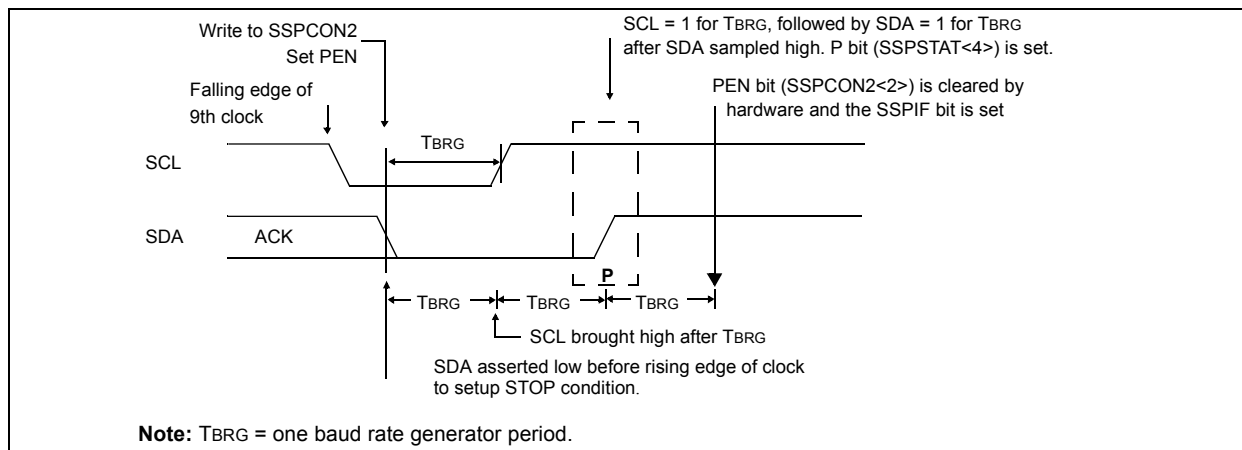 Write to SSPCON2
Set PEN
SCL = 1 for TBRG, followed by SDA = 1 for TBRG
after SDA sampled high. P bit (SSPSTAT<4>) is set.
Falling edge of
9th clock
PEN bit (SSPCON2<2>) is cleared by
hardware and the SSPIF bit is set
TBRG
SCL
SDA
ACK
P
TBRG
TBRG
TBRG
SCL brought high after TBRG
SDA asserted low before rising edge of clock
to setup STOP condition.
Note: TBRG = one baud rate generator period.